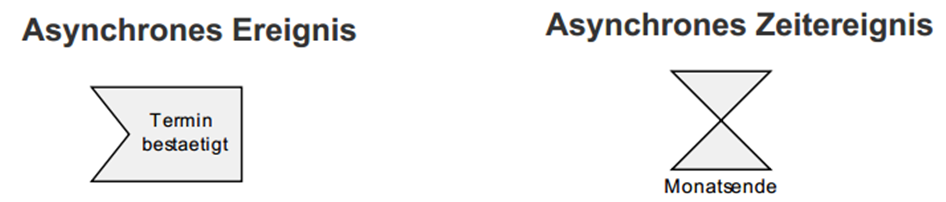 Asynchrones Ereignis
Asynchrones Zeitereignis
Termin
bestaetigt
Monatsende